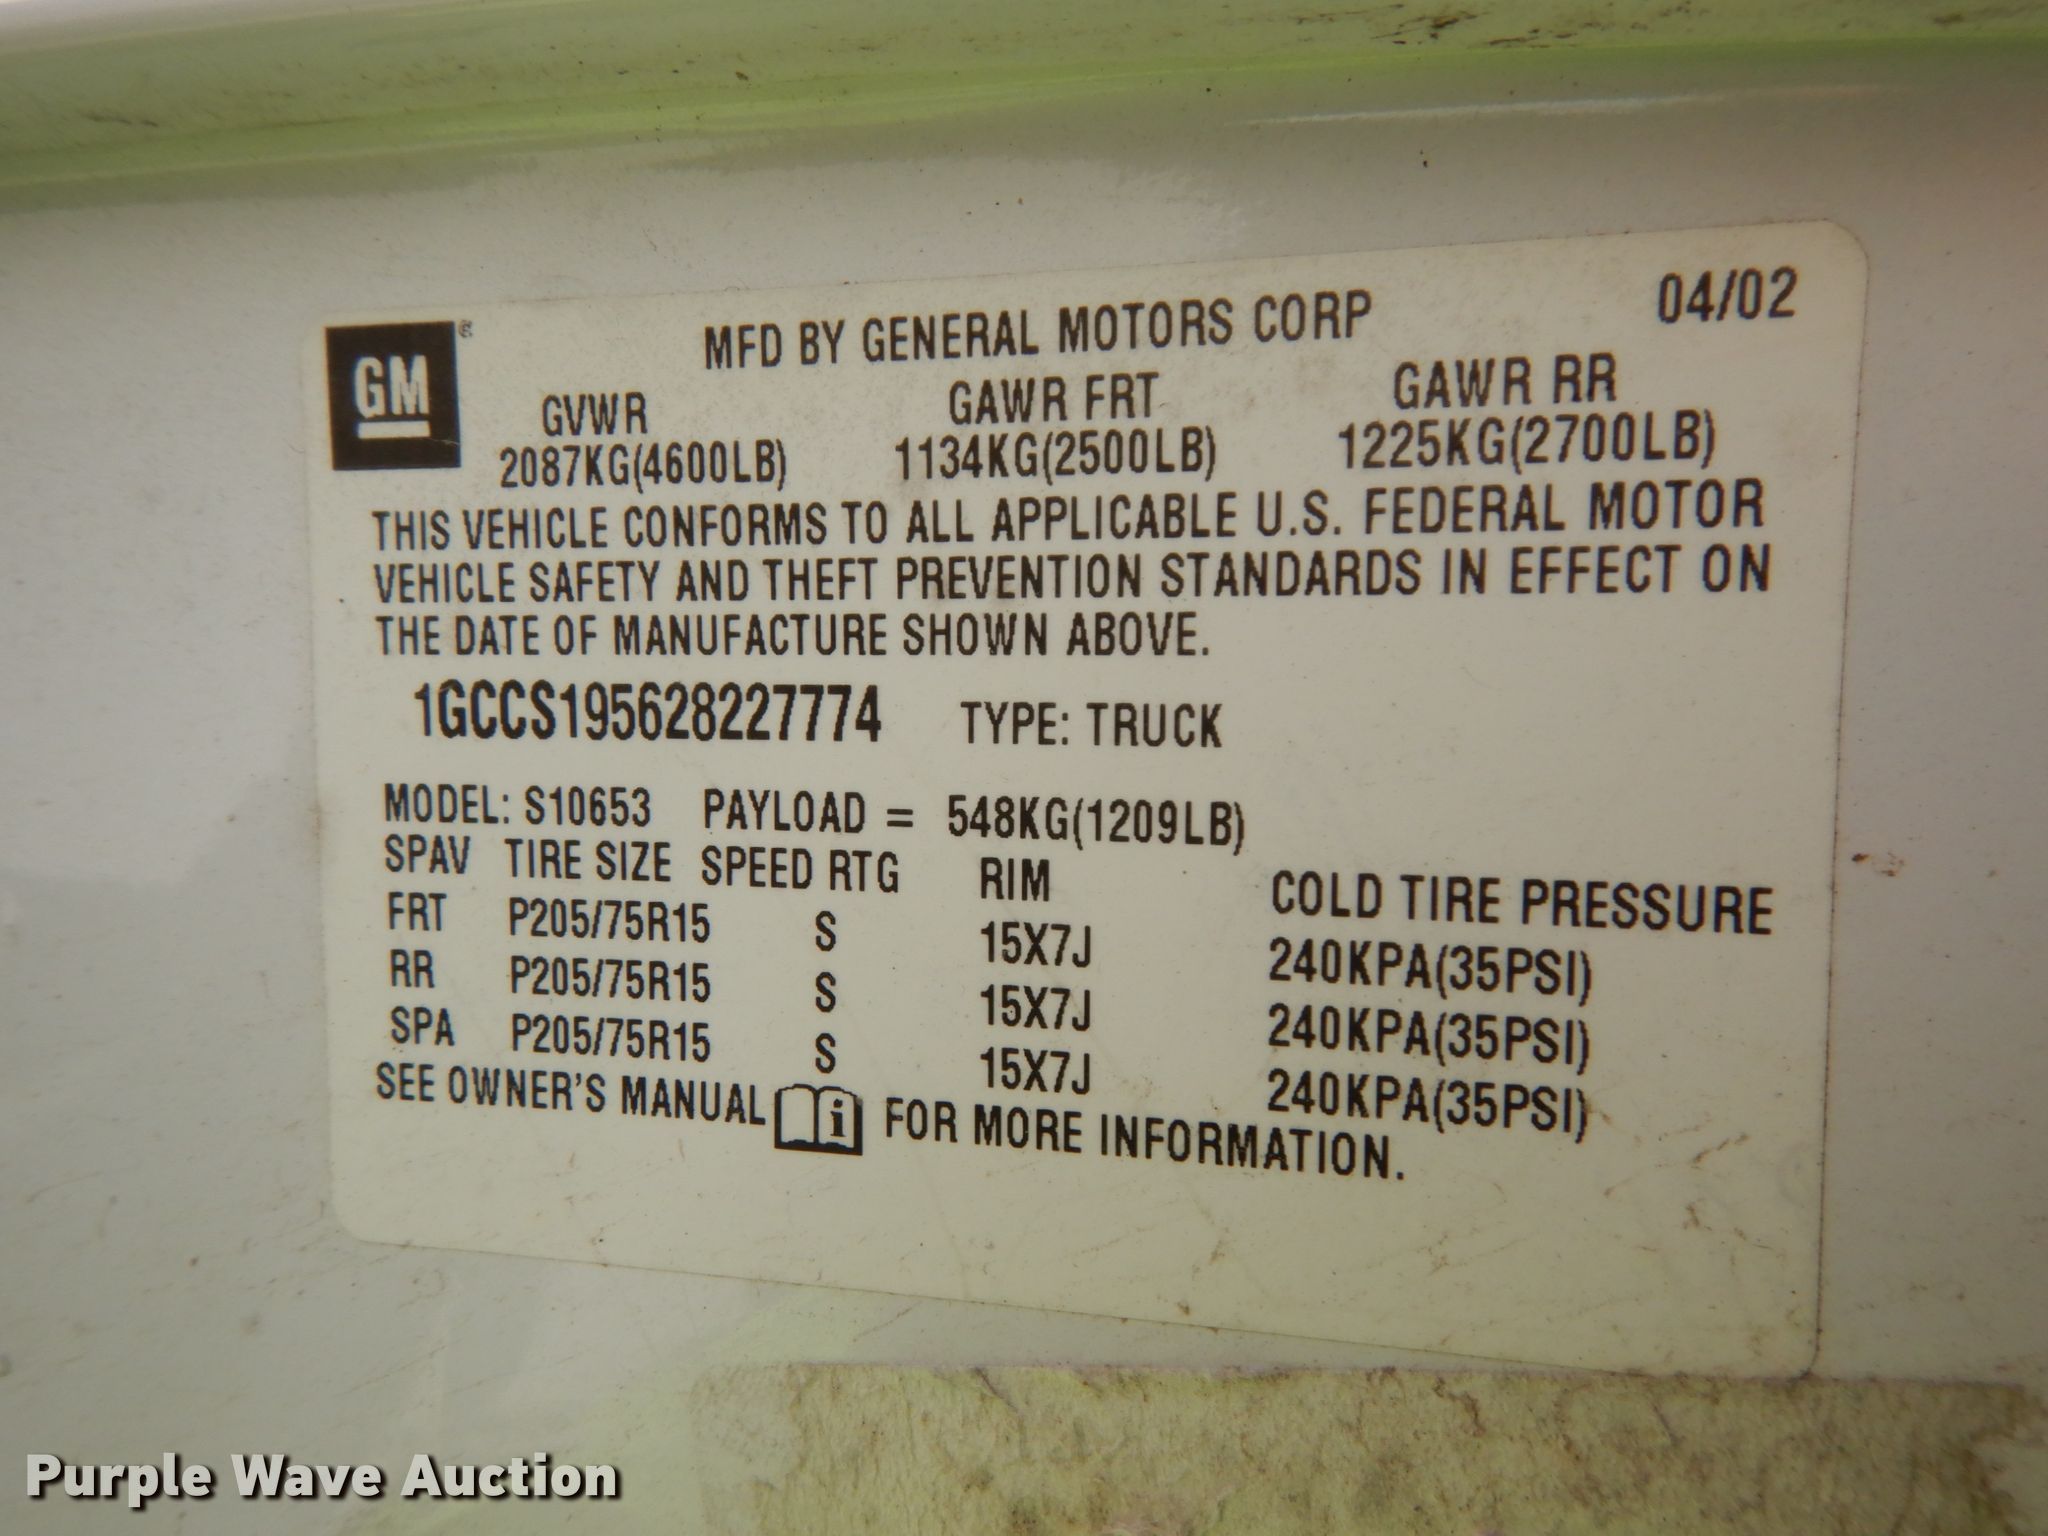 GM
MFD BY GENERAL MOTORS CORP 04/02
GVWR GAWR FRT GAWR RR
2087KG(4600LB) 1134KG(2500LB) 1225KG(2700LB)
THIS VEHICLE CONFORMS TO ALL APPLICABLE U.S. FEDERAL MOTOR
VEHICLE SAFETY AND THEFT PREVENTION STANDARDS IN EFFECT ON
THE DATE OF MANUFACTURE SHOWN ABOVE.
1GCCS195628227774 TYPE: TRUCK
MODEL: S10653 PAYLOAD = 548KG(1209LB)
SPAV TIRE SIZE SPEED RTG RIM COLD TIRE PRESSURE
FRT P205/75R15 S 15X7J 240KPA(35PSI)
RR P205/75R15 S 15X7J 240KPA(35PSI)
SPA P205/75R15 S 15X7J 240KPA(35PSI)
SEE OWNER'S MANUAL i FOR MORE INFORMATION.
Purple Wave Auction